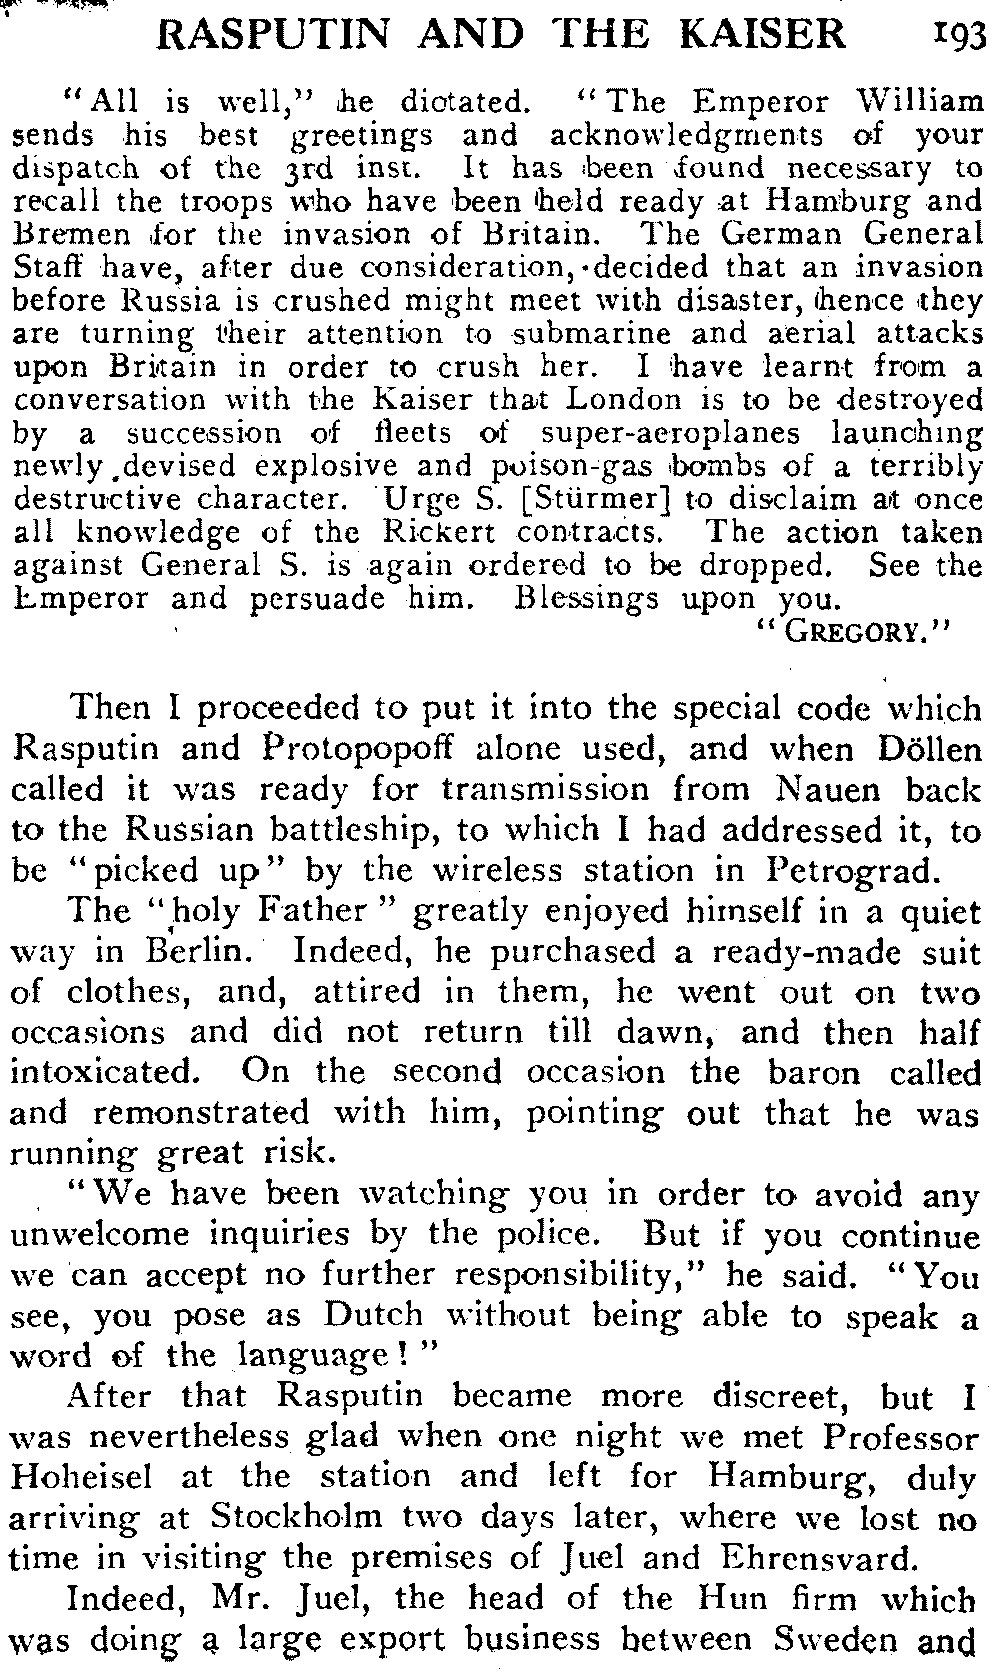 RASPUTIN AND THE KAISER 193
"All is well," he dictated. "The Emperor William
sends his best greetings and acknowledgments of your
dispatch of the 3rd inst. It has been found necessary to
recall the troops who have been held ready at Hamburg and
Bremen for the invasion of Britain. The German General
Staff have, after due consideration, decided that an invasion
before Russia is crushed might meet with disaster, hence they
are turning their attention to submarine and aerial attacks
upon Britain in order to crush her. I have learnt from a
conversation with the Kaiser that London is to be destroyed
by a succession of fleets of super-aeroplanes launching
newly devised explosive and poison-gas bombs of a terribly
destructive character. Urge S. [Stürmer] to disclaim at once
all knowledge of the Rickert contracts. The action taken
against General S. is again ordered to be dropped. See the
Emperor and persuade him. Blessings upon you.
"GREGORY."
Then I proceeded to put it into the special code which
Rasputin and Protopopoff alone used, and when Döllen
called it was ready for transmission from Nauen back
to the Russian battleship, to which I had addressed it, to
be "picked up" by the wireless station in Petrograd.
The "holy Father" greatly enjoyed himself in a quiet
way in Berlin. Indeed, he purchased a ready-made suit
of clothes, and, attired in them, he went out on two
occasions and did not return till dawn, and then half
intoxicated. On the second occasion the baron called
and remonstrated with him, pointing out that he was
running great risk.
"We have been watching you in order to avoid any
unwelcome inquiries by the police. But if you continue
we can accept no further responsibility," he said. "You
see, you pose as Dutch without being able to speak a
word of the language!"
After that Rasputin became more discreet, but I
was nevertheless glad when one night we met Professor
Hoheisel at the station and left for Hamburg, duly
arriving at Stockholm two days later, where we lost no
time in visiting the premises of Juel and Ehrensvard.
Indeed, Mr. Juel, the head of the Hun firm which
was doing a large export business between Sweden and